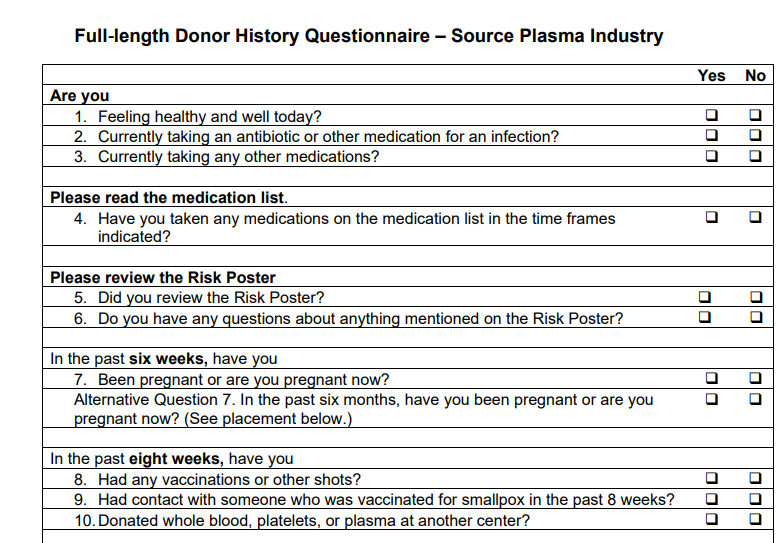 Full-length Donor History Questionnaire – Source Plasma Industry
Yes No
Are you
1. Feeling healthy and well today?
2. Currently taking an antibiotic or other medication for an infection?
3. Currently taking any other medications?
Please read the medication list.
4. Have you taken any medications on the medication list in the time frames
indicated?
Please review the Risk Poster
5. Did you review the Risk Poster?
6. Do you have any questions about anything mentioned on the Risk Poster?
In the past six weeks, have you
7. Been pregnant or are you pregnant now?
Alternative Question 7. In the past six months, have you been pregnant or are you
pregnant now? (See placement below.)
In the past eight weeks, have you
8. Had any vaccinations or other shots?
9. Had contact with someone who was vaccinated for smallpox in the past 8 weeks?
10. Donated whole blood, platelets, or plasma at another center?